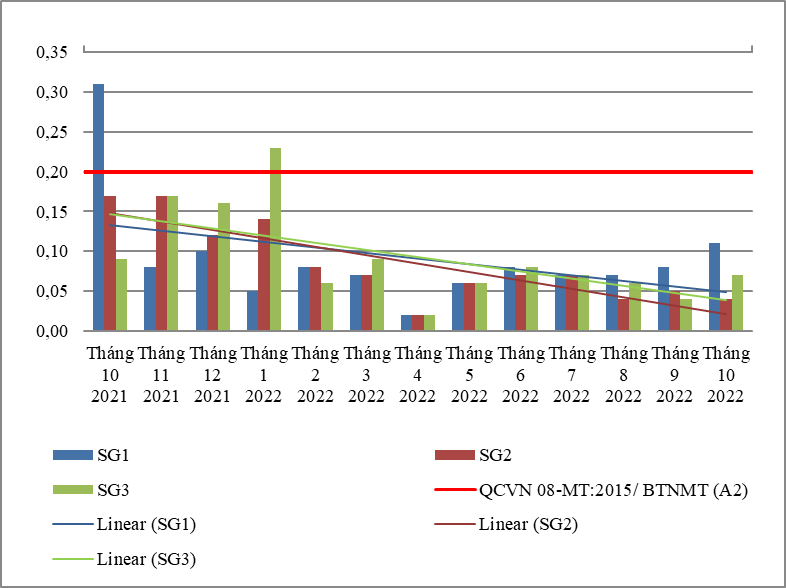 0,35
0,30
0,25
0,20
0,15
0,10
0,05
0,00
Tháng Tháng Tháng Tháng Tháng Tháng Tháng Tháng Tháng Tháng Tháng Tháng Tháng
10 11 12 1 2 3 4 5 6 7 8 9 10
2021 2021 2021 2022 2022 2022 2022 2022 2022 2022 2022 2022 2022
SG1 SG2
SG3 QCVN 08-MT:2015/ BTNMT (A2)
Linear (SG1) Linear (SG2)
Linear (SG3)